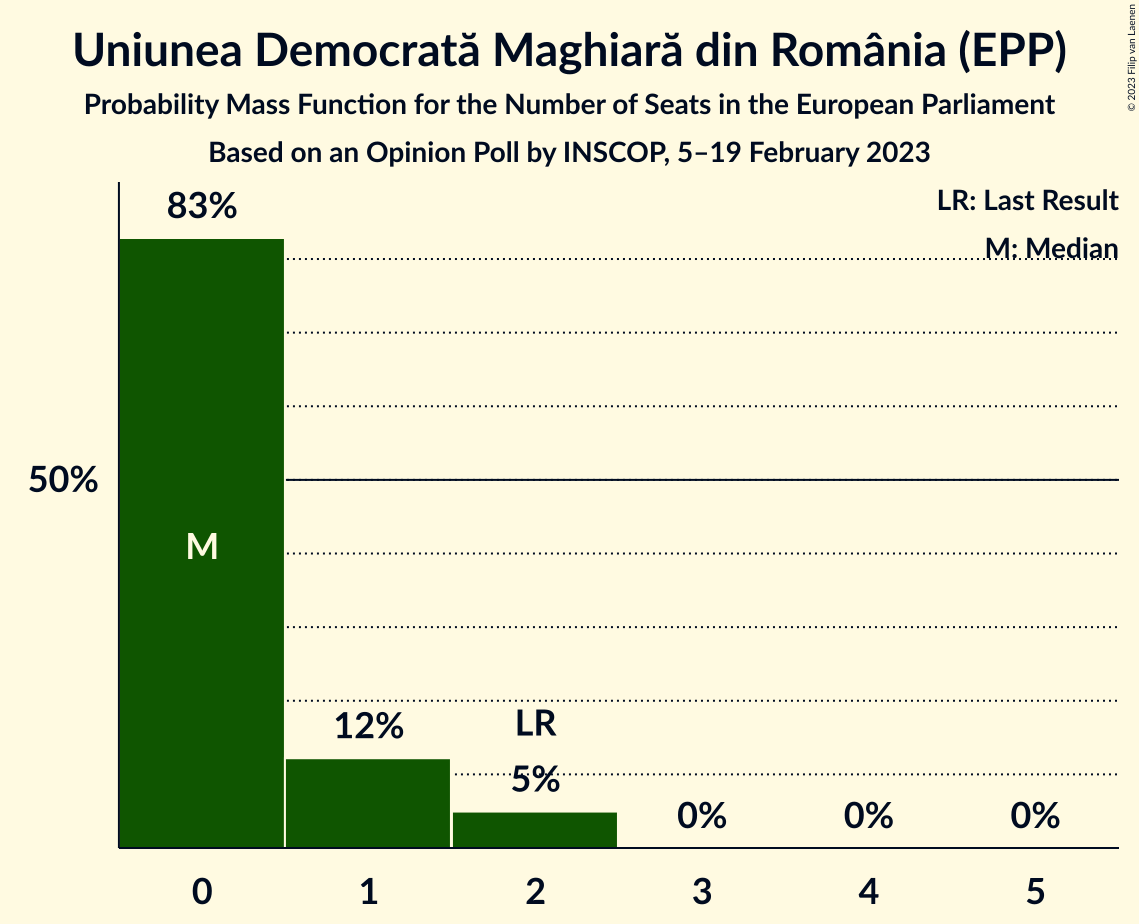 Uniunea Democrată Maghiară din România (EPP)
Probability Mass Function for the Number of Seats in the European Parliament
Based on an Opinion Poll by INSCOP, 5–19 February 2023
© 2023 Filip van Laenen
LR: Last Result
M: Median
83%
50%
M
12%
LR
5%
0%
0%
0%
0
1
2
3
4
5